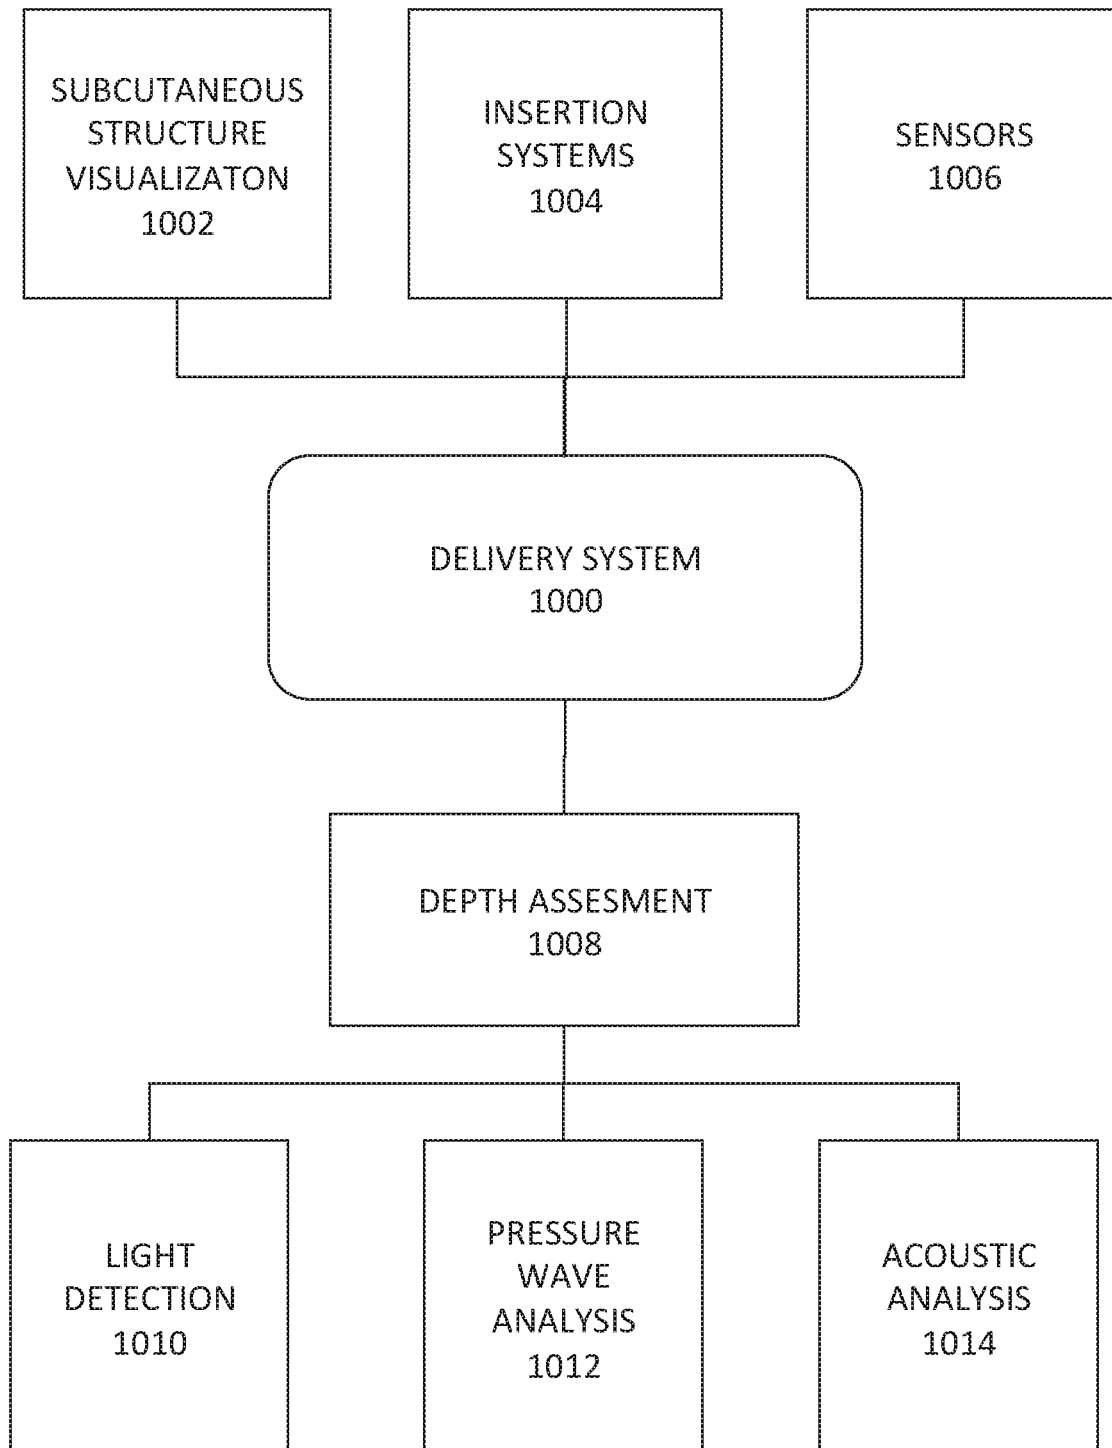 SUBCUTANEOUS
STRUCTURE
VISUALIZATON
1002
INSERTION
SYSTEMS
1004
SENSORS
1006
DELIVERY SYSTEM
1000
DEPTH ASSESMENT
1008
LIGHT
DETECTION
1010
PRESSURE
WAVE
ANALYSIS
1012
ACOUSTIC
ANALYSIS
1014